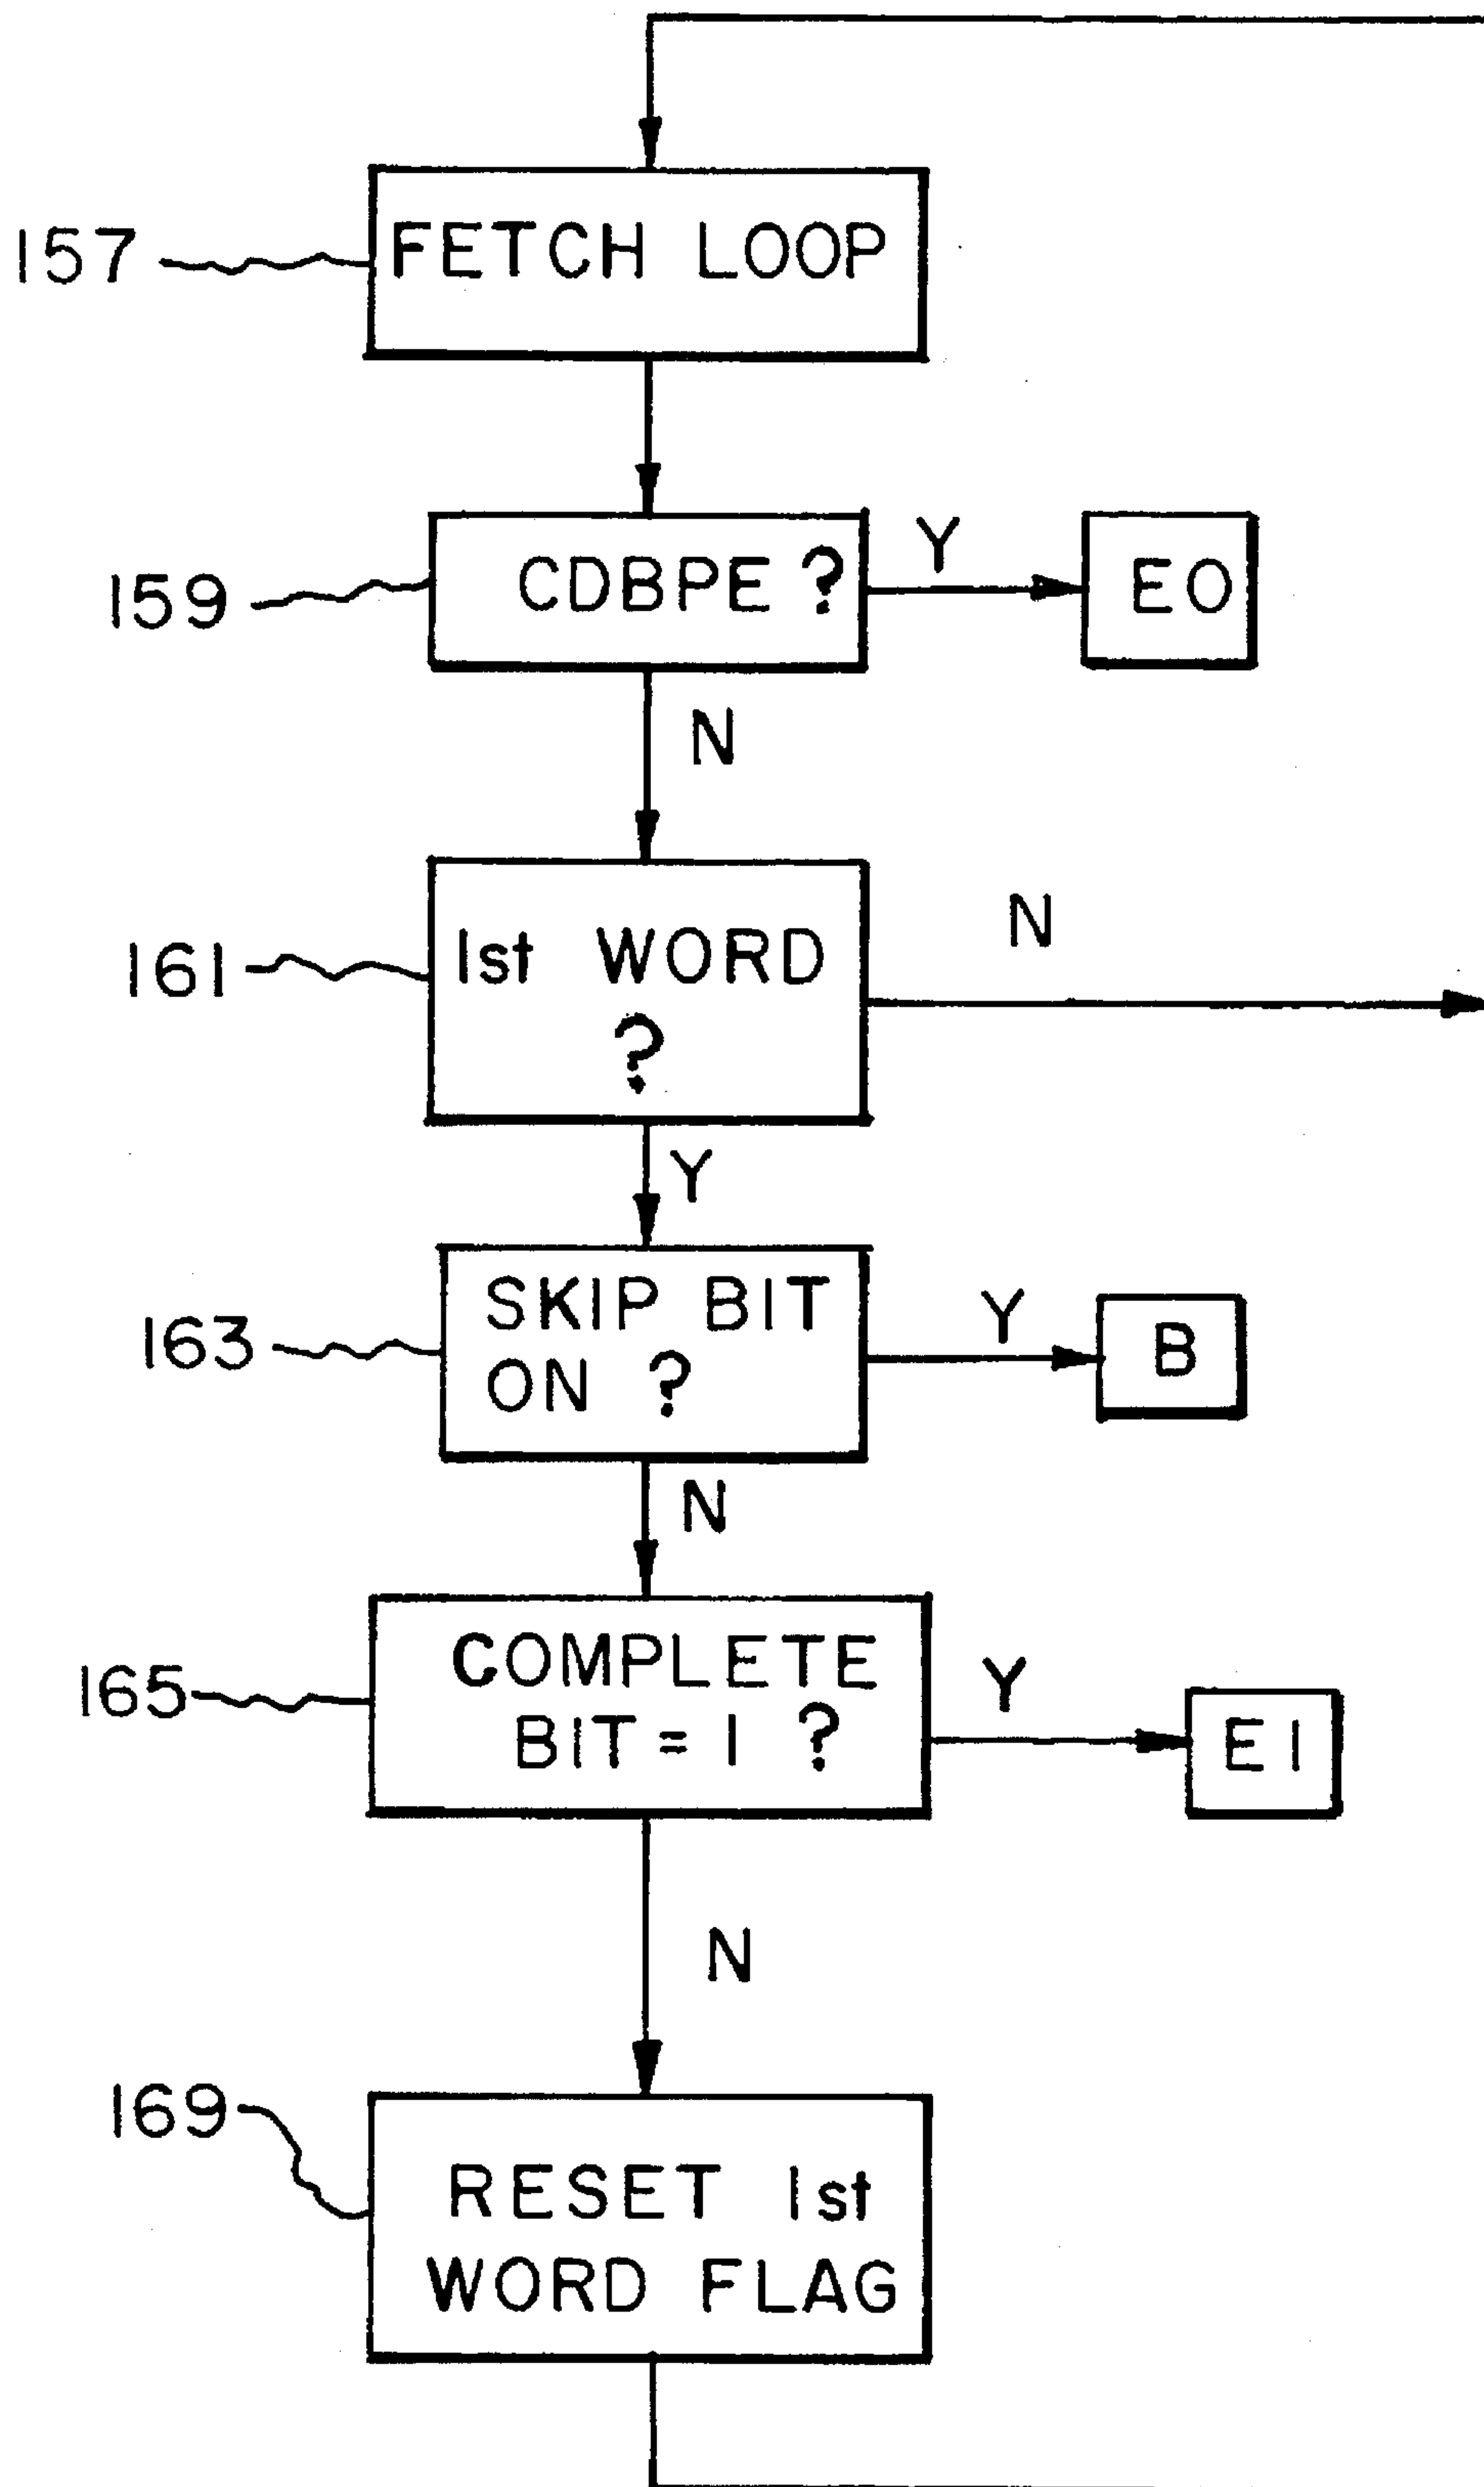 157
FETCH LOOP
159
CDBPE ?
Y
EO
N
161
1st WORD
?
N
Y
163
SKIP BIT
ON ?
Y
B
N
165
COMPLETE
BIT = 1 ?
Y
E1
N
169
RESET 1st
WORD FLAG